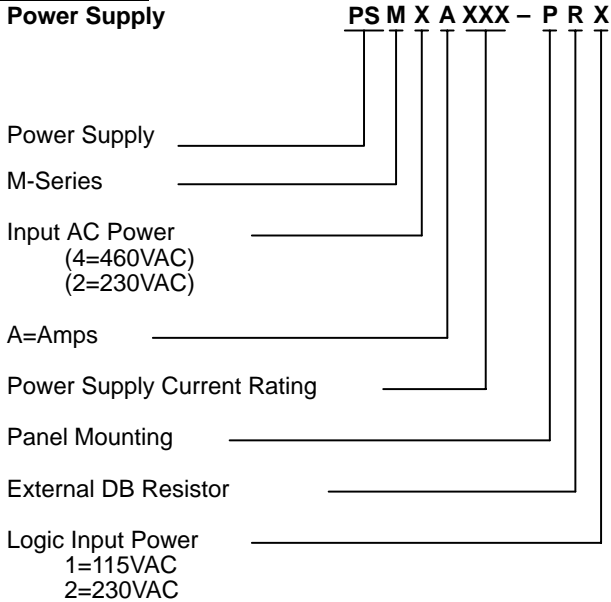 Power Supply PS M X A XXX – P R X
Power Supply
M-Series
Input AC Power
(4=460VAC)
(2=230VAC)
A=Amps
Power Supply Current Rating
Panel Mounting
External DB Resistor
Logic Input Power
1=115VAC
2=230VAC